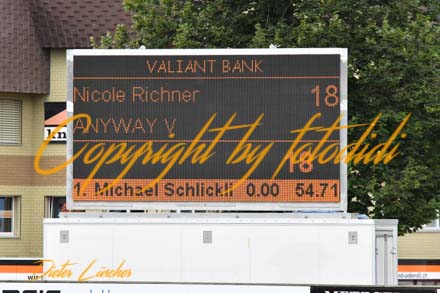 VALIANT BANK
Nicole Richner 18
ANYWAY V
Copyright by fotodidi
18
1. Michael Schlickli 0.00 54.71
Dieter Lüscher